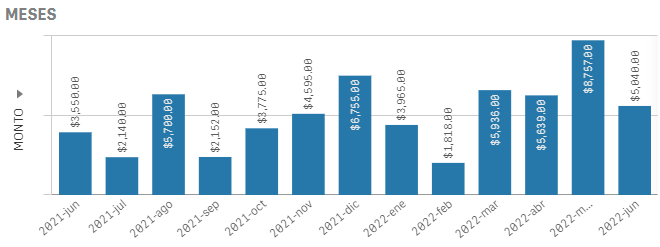 MESES
MONTO
$3,550.00
$2,140.00
$5,700.00
$2,152.00
$3,775.00
$4,595.00
$6,755.00
$3,965.00
$1,818.00
$5,936.00
$5,639.00
$8,757.00
$5,040.00
2021-jun
2021-jul
2021-ago
2021-sep
2021-oct
2021-nov
2021-dic
2022-ene
2022-feb
2022-mar
2022-abr
2022-m...
2022-jun